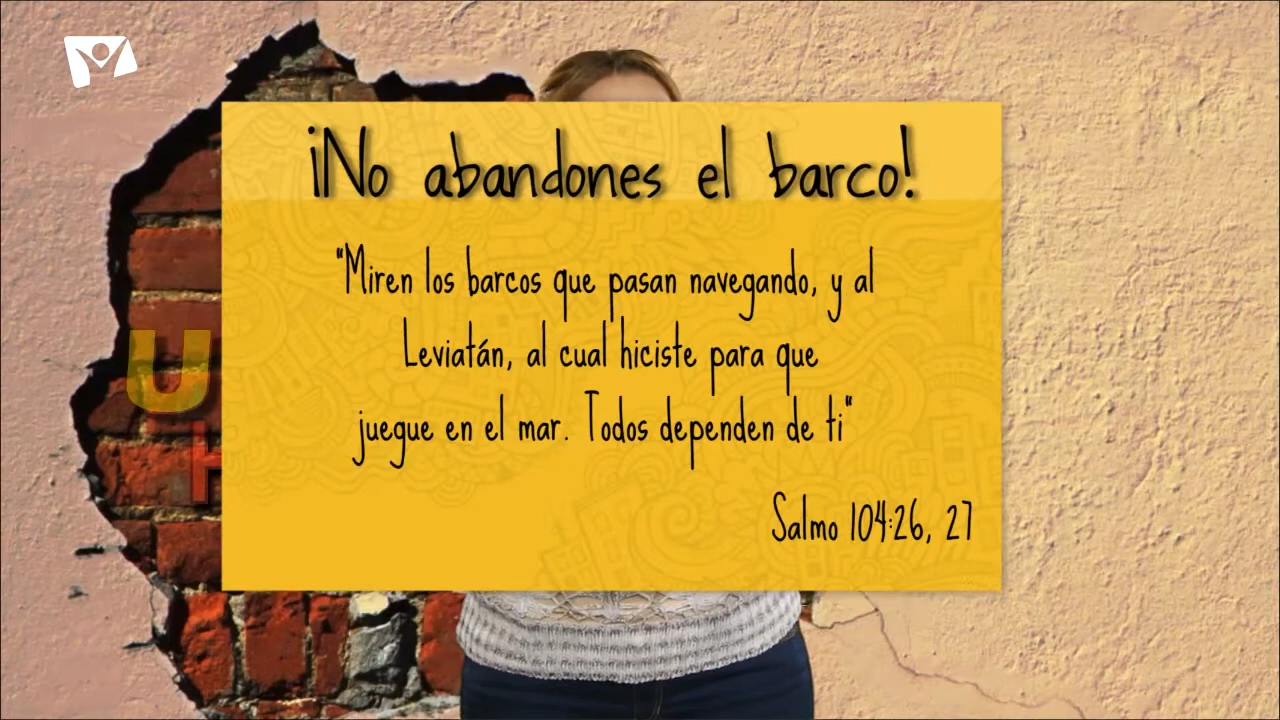 ¡No abandones el barco!
"Miren los barcos que pasan navegando, y al
Leviatán, al cual hiciste para que
juegue en el mar. Todos dependen de ti"
Salmo 104:26, 27
U
H